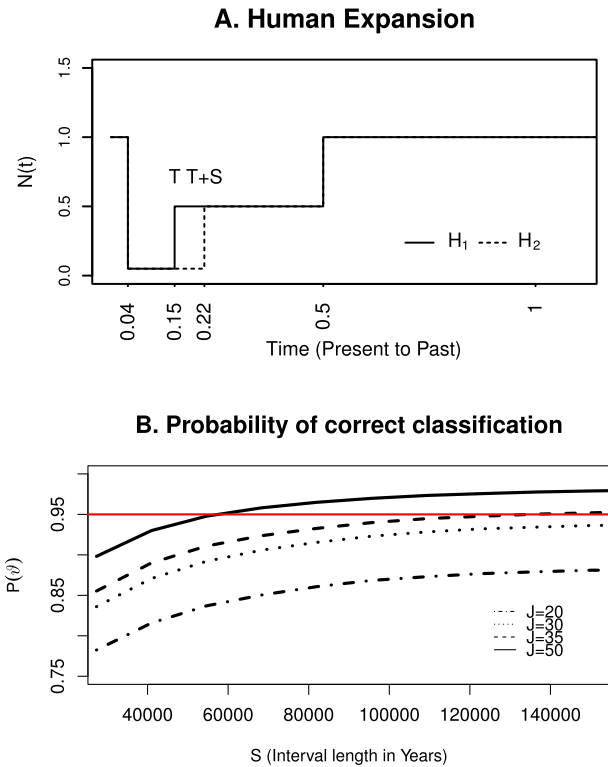 A. Human Expansion
N(t)
1.5
1.0
0.5
0.0
T T+S
H₁
H₂
0.04
0.15
0.22
0.5
1
Time (Present to Past)
B. Probability of correct classification
P(ϑ)
0.95
0.85
0.75
J=20
J=30
J=35
J=50
40000 60000 80000 100000 120000 140000
S (Interval length in Years)